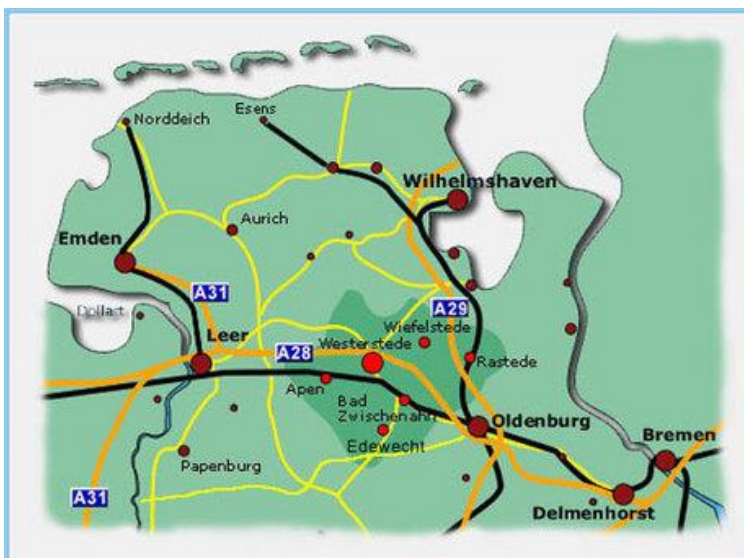 Esens
Norddeich
Wilhelmshaven
Aurich
Emden
A31
Dollart
A29
Wiefelstede
Leer
Westerstede
A28
Rastede
Apen
Bad
Zwischenahn
Oldenburg
Edewecht
Bremen
Papenburg
A31
Delmenhorst